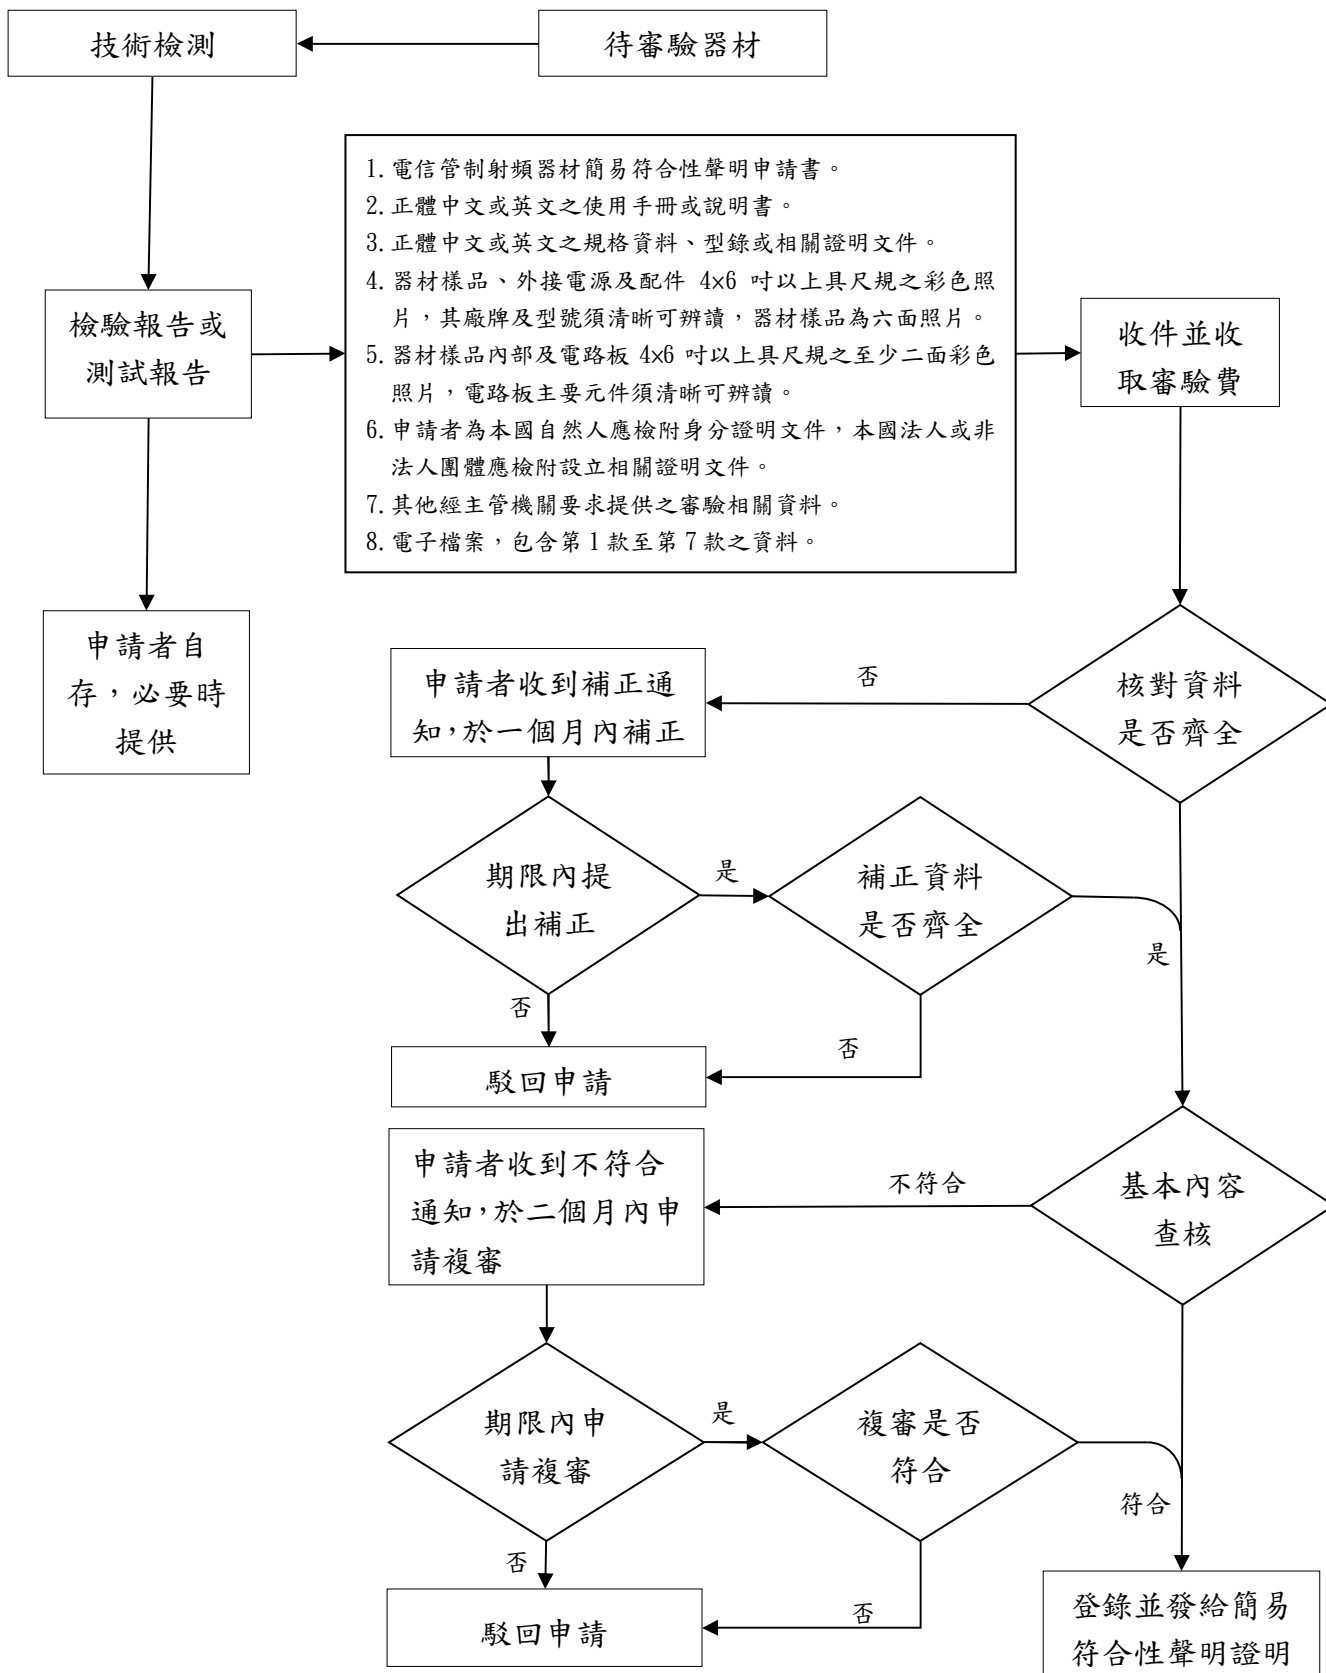 技術檢測
待審驗器材
1.電信管制射頻器材簡易符合性聲明申請書。
2.正體中文或英文之使用手冊或說明書。
3.正體中文或英文之規格資料、型錄或相關證明文件。
4.器材樣品、外接電源及配件 4×6 吋以上具尺規之彩色照
片，其廠牌及型號須清晰可辨讀，器材樣品為六面照片。
5.器材樣品內部及電路板 4×6 吋以上具尺規之至少二面彩色
照片，電路板主要元件須清晰可辨讀。
6.申請者為本國自然人應檢附身分證明文件，本國法人或非
法人團體應檢附設立相關證明文件。
7.其他經主管機關要求提供之審驗相關資料。
8.電子檔案，包含第 1 款至第 7 款之資料。
檢驗報告或
測試報告
收件並收
取審驗費
申請者自
存，必要時
提供
申請者收到補正通
知，於一個月內補正
否
核對資料
是否齊全
期限內提
出補正
是
補正資料
是否齊全
是
否
否
駁回申請
申請者收到不符合
通知，於二個月內申
請複審
不符合
基本內容
查核
期限內申
請複審
是
複審是否
符合
符合
否
否
駁回申請
登錄並發給簡易
符合性聲明證明